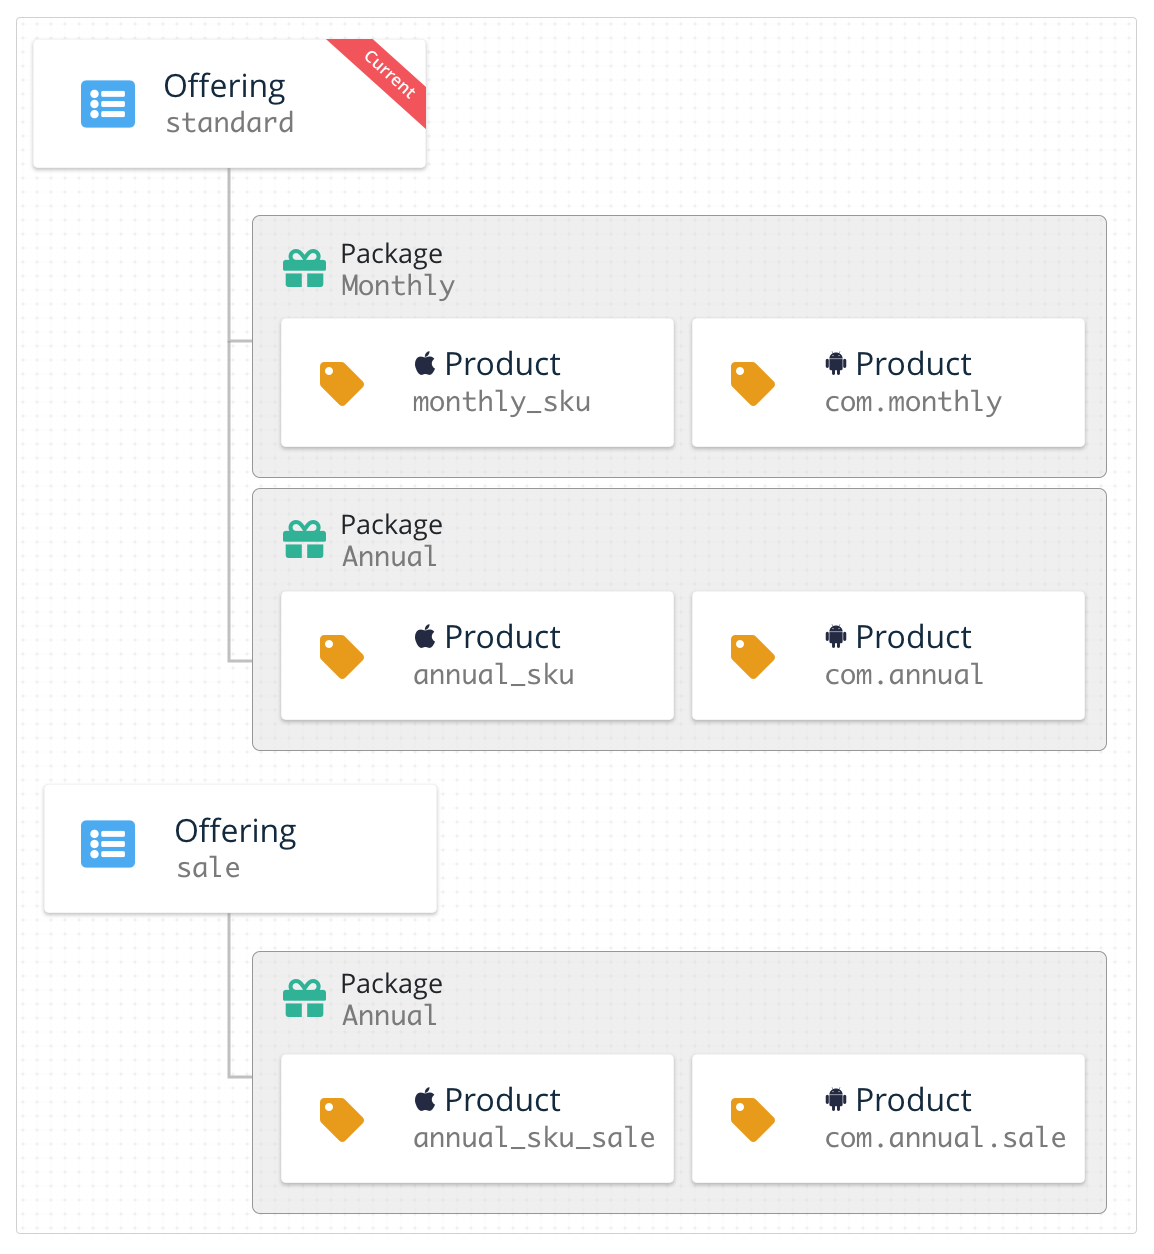 Offering
standard
Current
Package
Monthly
Product
monthly_sku
Product
com.monthly
Package
Annual
Product
annual_sku
Product
com.annual
Offering
sale
Package
Annual
Product
annual_sku_sale
Product
com.annual.sale